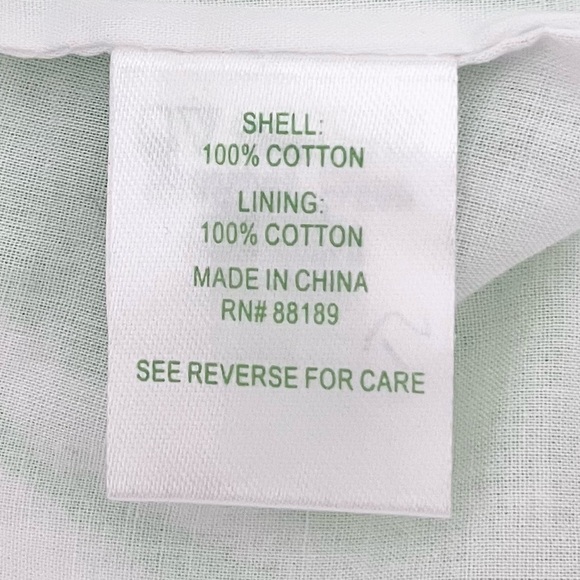 SHELL:
100% COTTON
LINING:
100% COTTON
MADE IN CHINA
RN# 88189
SEE REVERSE FOR CARE